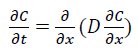 ∂C/∂t = ∂/∂x (D ∂C/∂x)